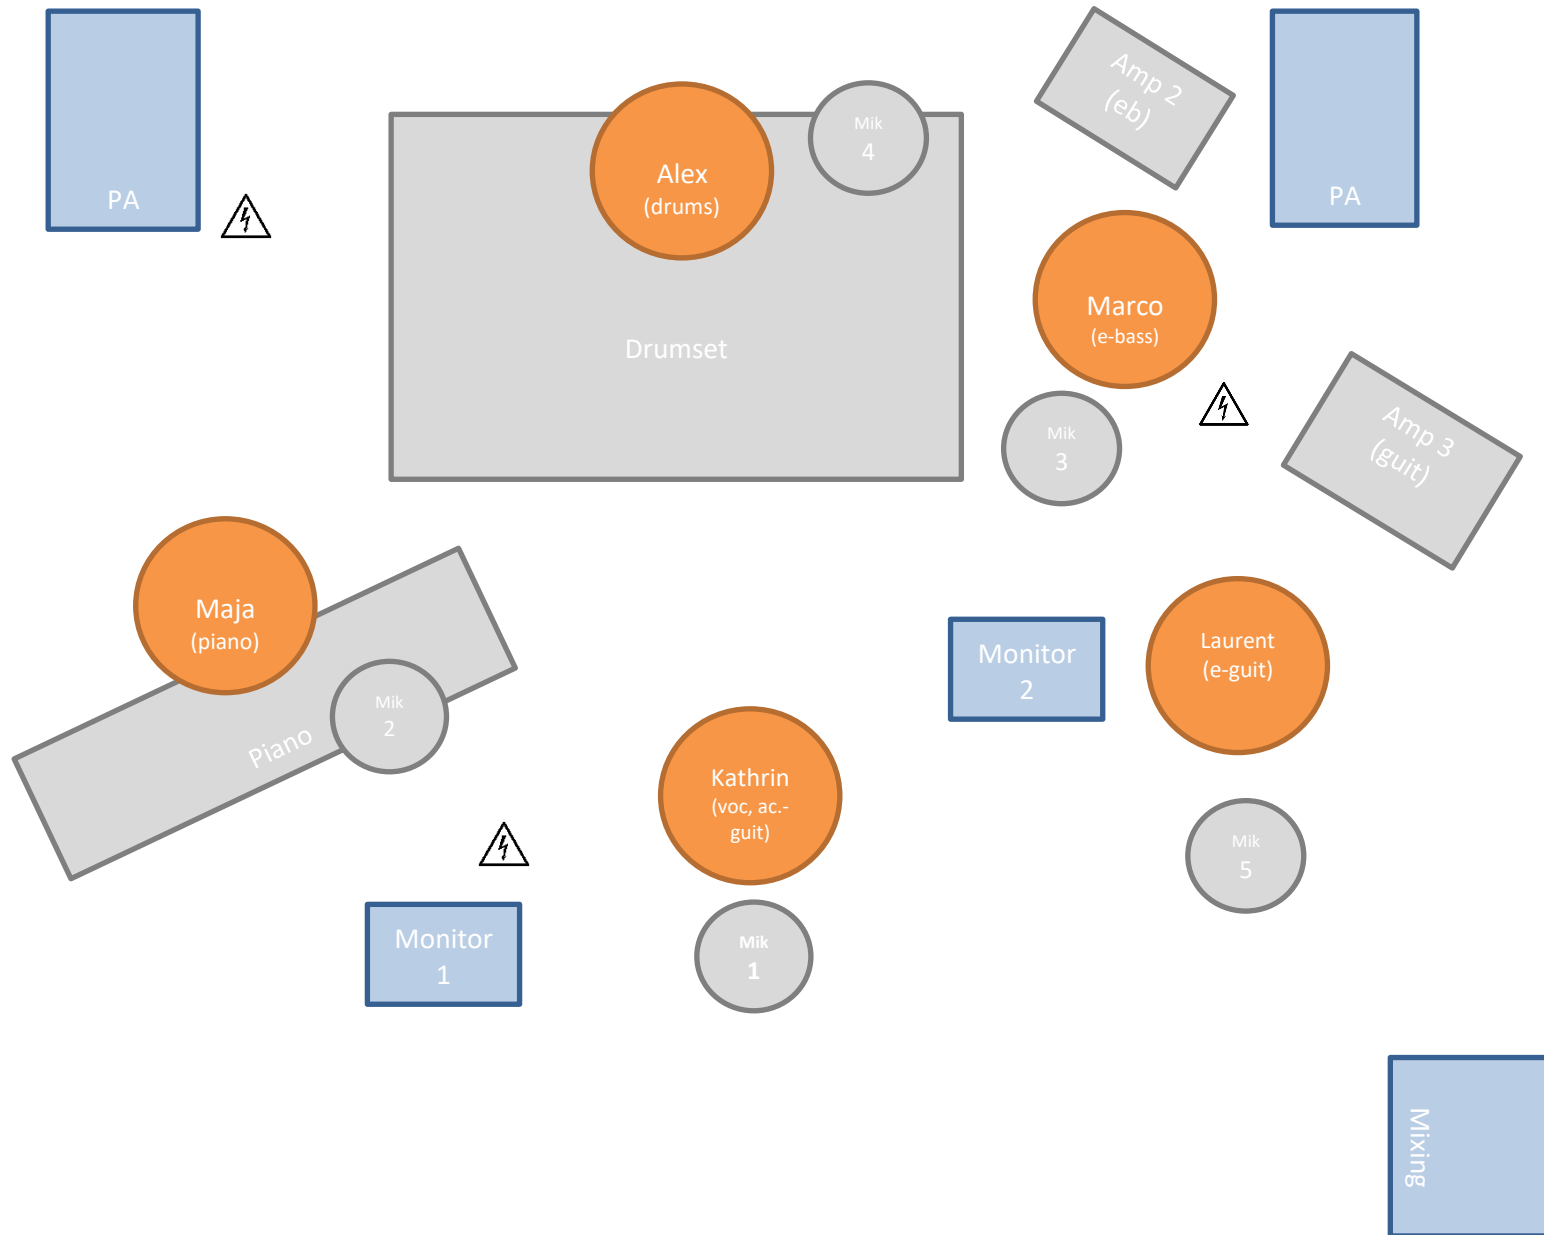 PA
Alex
(drums)
Mik
4
Amp 2
(eb)
PA
Marco
(e-bass)
Drumset
Mik
3
Amp 3
(guit)
Maja
(piano)
Piano
Mik
2
Monitor
2
Laurent
(e-guit)
Kathrin
(voc, ac.-
guit)
Mik
5
Monitor
1
Mik
1
Mixing